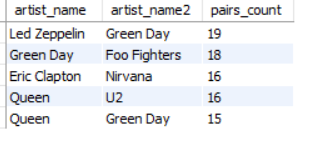 artist_name artist_name2 pairs_count
Led Zeppelin Green Day 19
Green Day Foo Fighters 18
Eric Clapton Nirvana 16
Queen U2 16
Queen Green Day 15